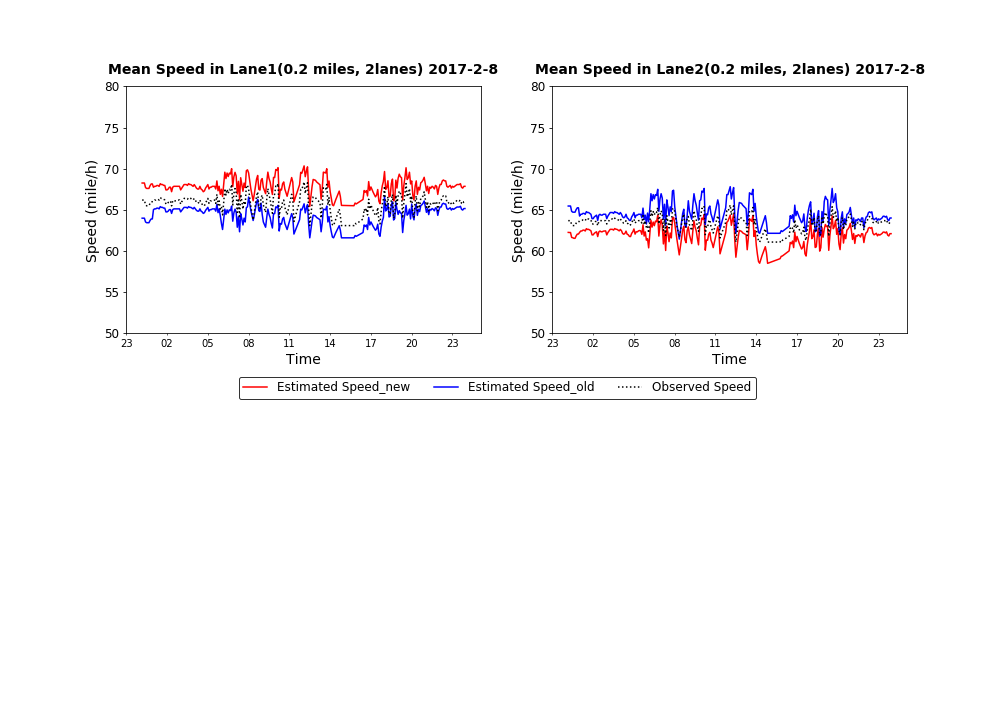 Mean Speed in Lane1(0.2 miles, 2lanes) 2017-2-8
80
75
70
65
60
55
50
Speed (mile/h)
23 02 05 08 11 14 17 20 23
Time
Mean Speed in Lane2(0.2 miles, 2lanes) 2017-2-8
80
75
70
65
60
55
50
Speed (mile/h)
23 02 05 08 11 14 17 20 23
Time
Estimated Speed_new Estimated Speed_old Observed Speed